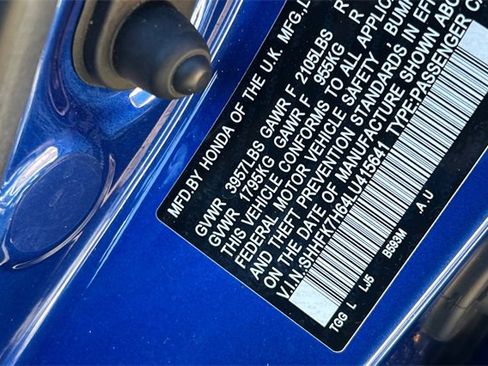 MFD.BY HONDA OF THE U.K. MFG.,L
GVWR 3957LBS GAWR F 2105LBS R
GVWR 1795KG GAWR F 955KG R
THIS VEHICLE CONFORMS TO ALL APPLIC
FEDERAL MOTOR VEHICLE SAFETY , BUMP
AND THEFT PREVENTION STANDARDS IN EFF
ON THE DATE OF MANUFACTURE SHOWN ABO
V.I.N.:SHHFK7H64LU415641 TYPE:PASSENGER C
TGG L LJ5 B593M A.U